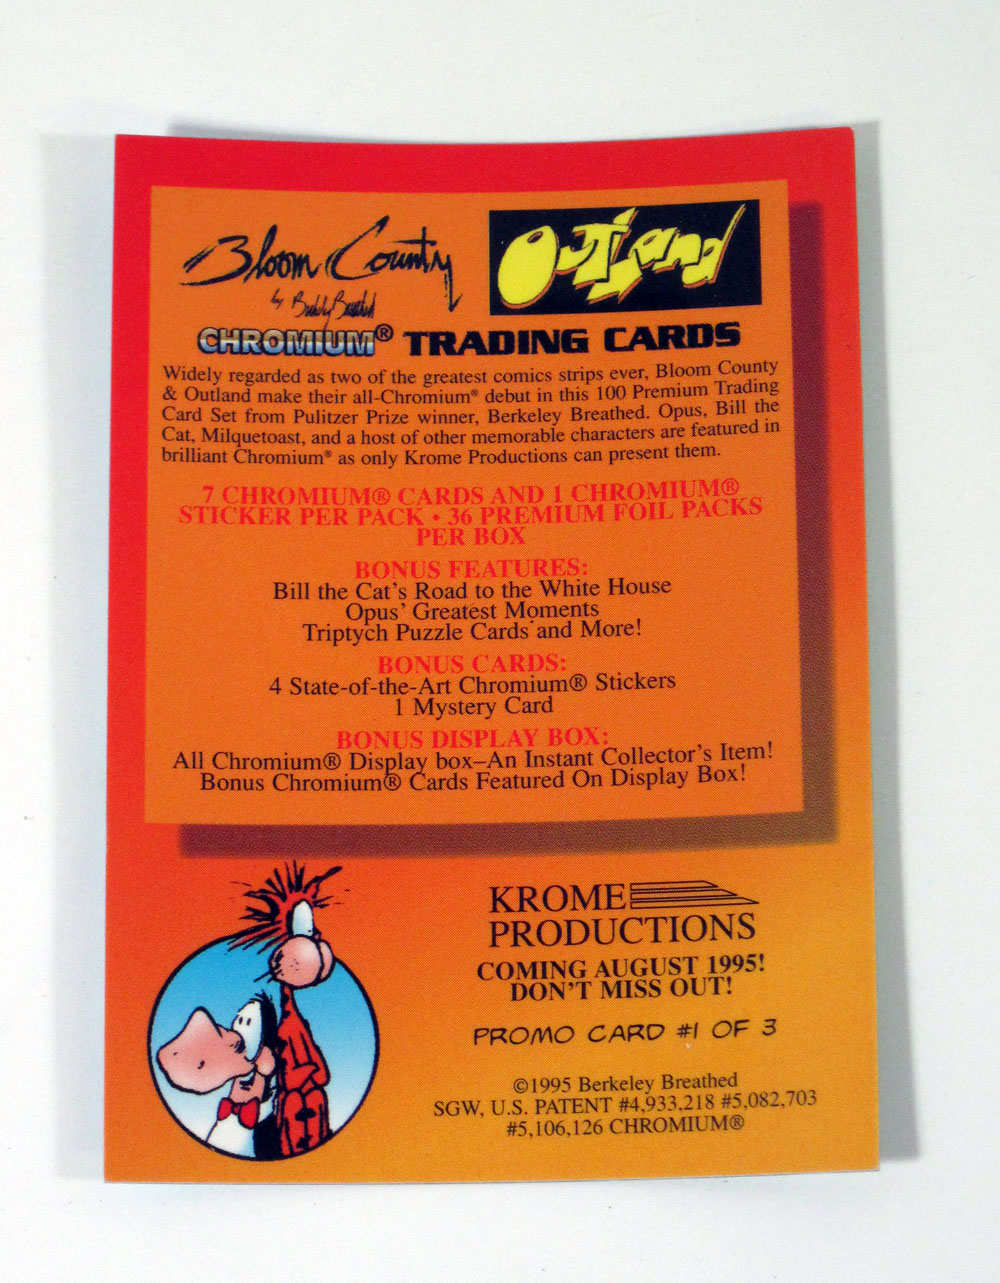 Bloom County
by Berkeley Breathed
OutLand
CHROMIUM® TRADING CARDS
Widely regarded as two of the greatest comics strips ever, Bloom County
& Outland make their all-Chromium® debut in this 100 Premium Trading
Card Set from Pulitzer Prize winner, Berkeley Breathed. Opus, Bill the
Cat, Milquetoast, and a host of other memorable characters are featured in
brilliant Chromium® as only Krome Productions can present them.
7 CHROMIUM® CARDS AND 1 CHROMIUM®
STICKER PER PACK • 36 PREMIUM FOIL PACKS
PER BOX
BONUS FEATURES:
Bill the Cat's Road to the White House
Opus' Greatest Moments
Triptych Puzzle Cards and More!
BONUS CARDS:
4 State-of-the-Art Chromium® Stickers
1 Mystery Card
BONUS DISPLAY BOX:
All Chromium® Display box–An Instant Collector's Item!
Bonus Chromium® Cards Featured On Display Box!
KROME
PRODUCTIONS
COMING AUGUST 1995!
DON'T MISS OUT!
PROMO CARD #1 OF 3
©1995 Berkeley Breathed
SGW, U.S. PATENT #4,933,218 #5,082,703
#5,106,126 CHROMIUM®